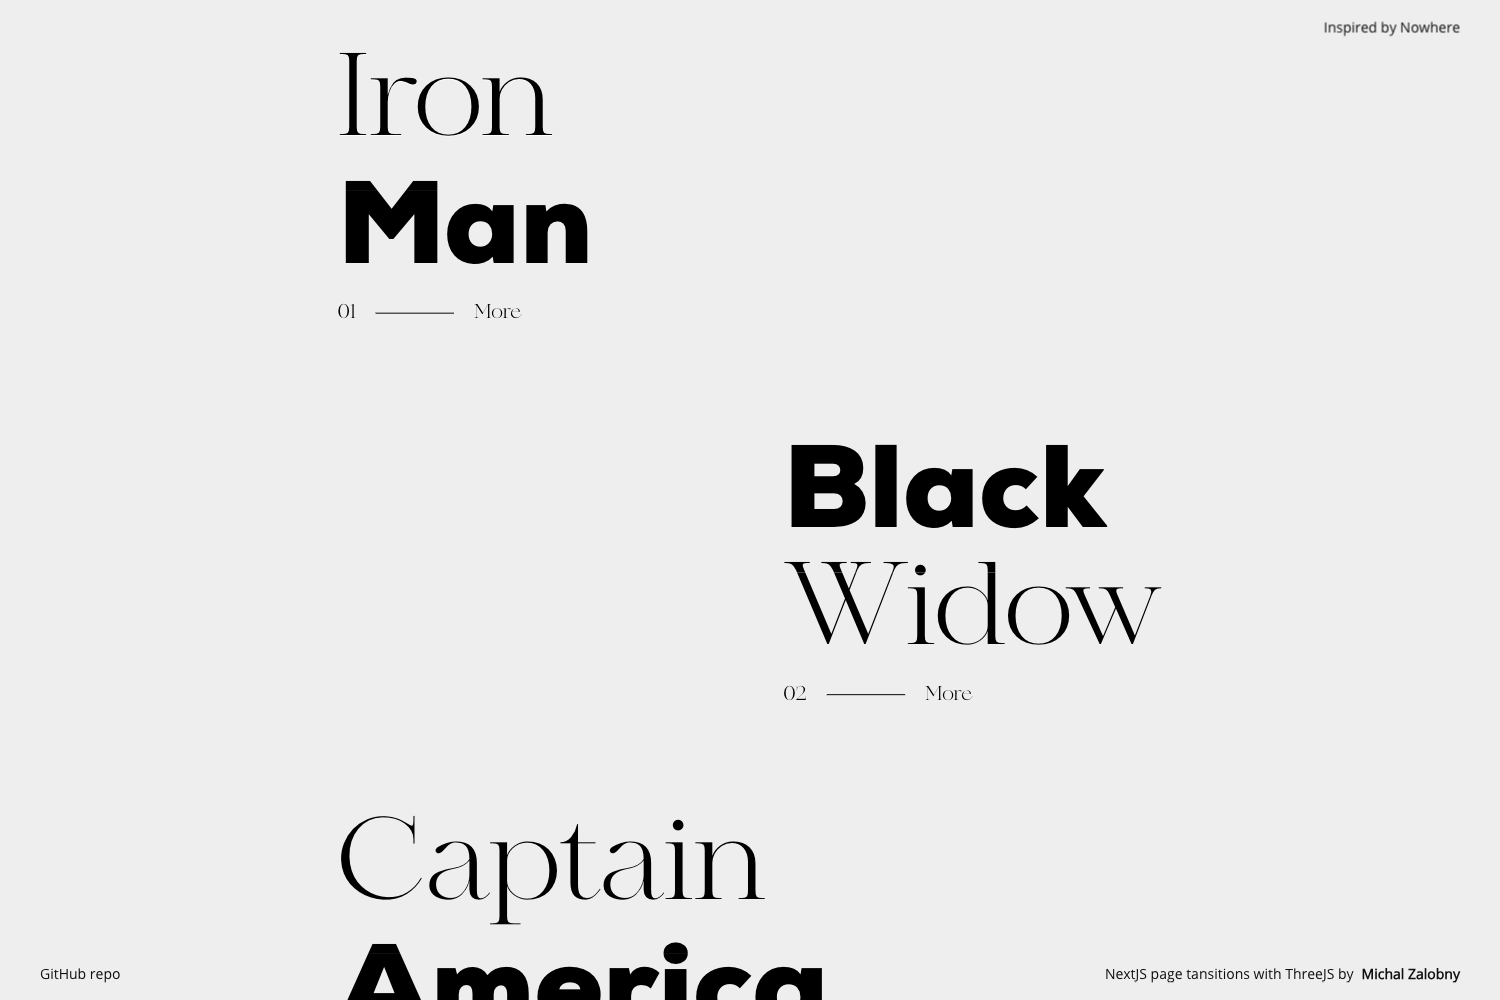 Inspired by Nowhere
Iron
Man
01 More
Black
Widow
02 More
Captain
America
GitHub repo
NextJS page tansitions with ThreeJS by Michal Zalobny